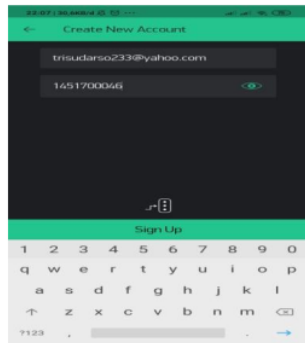 Create New Account
trisudarso233@yahoo.com
1451700046
Sign Up
1 2 3 4 5 6 7 8 9 0
q w e r t y u i o p
a s d f g h j k l
z x c v b n m
?123 , .